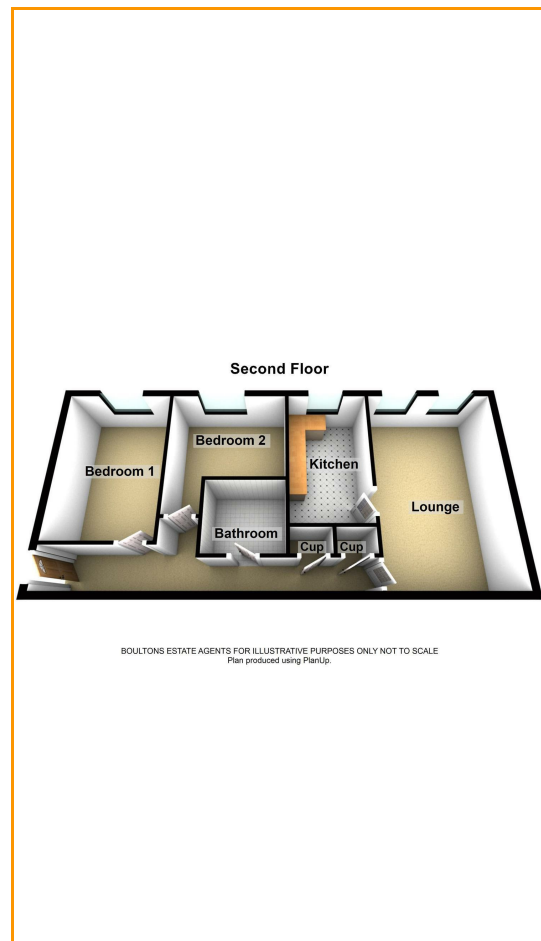 Second Floor
Bedroom 1
Bedroom 2
Kitchen
Lounge
Bathroom
Cup
Cup
BOULTONS ESTATE AGENTS FOR ILLUSTRATIVE PURPOSES ONLY NOT TO SCALE
Plan produced using PlanUp.